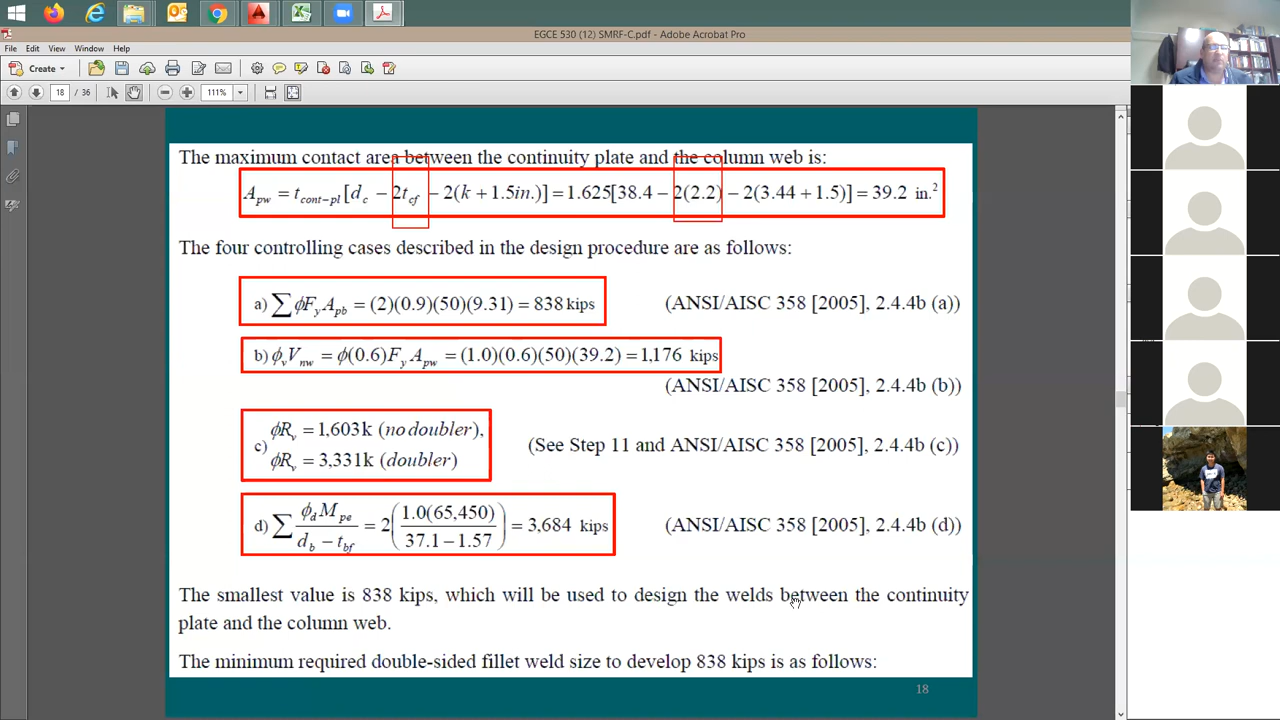 EGCE 530 (12) SMRF-C.pdf - Adobe Acrobat Pro
File Edit View Window Help
Create
18 / 36 111%
The maximum contact area between the continuity plate and the column web is:
A_pw = t_cont-pl[d_c − 2t_cf − 2(k + 1.5in.)] = 1.625[38.4 − 2(2.2) − 2(3.44 + 1.5)] = 39.2 in.²
The four controlling cases described in the design procedure are as follows:
a) ∑ϕF_yA_pb = (2)(0.9)(50)(9.31) = 838 kips (ANSI/AISC 358 [2005], 2.4.4b (a))
b) ϕ_vV_nw = ϕ(0.6)F_yA_pw = (1.0)(0.6)(50)(39.2) = 1,176 kips
(ANSI/AISC 358 [2005], 2.4.4b (b))
c) ϕR_v = 1,603k (no doubler),
ϕR_v = 3,331k (doubler) (See Step 11 and ANSI/AISC 358 [2005], 2.4.4b (c))
d) ∑ ϕ_dM_pe / (d_b − t_bf) = 2(1.0(65,450) / (37.1 − 1.57)) = 3,684 kips (ANSI/AISC 358 [2005], 2.4.4b (d))
The smallest value is 838 kips, which will be used to design the welds between the continuity
plate and the column web.
The minimum required double-sided fillet weld size to develop 838 kips is as follows:
18